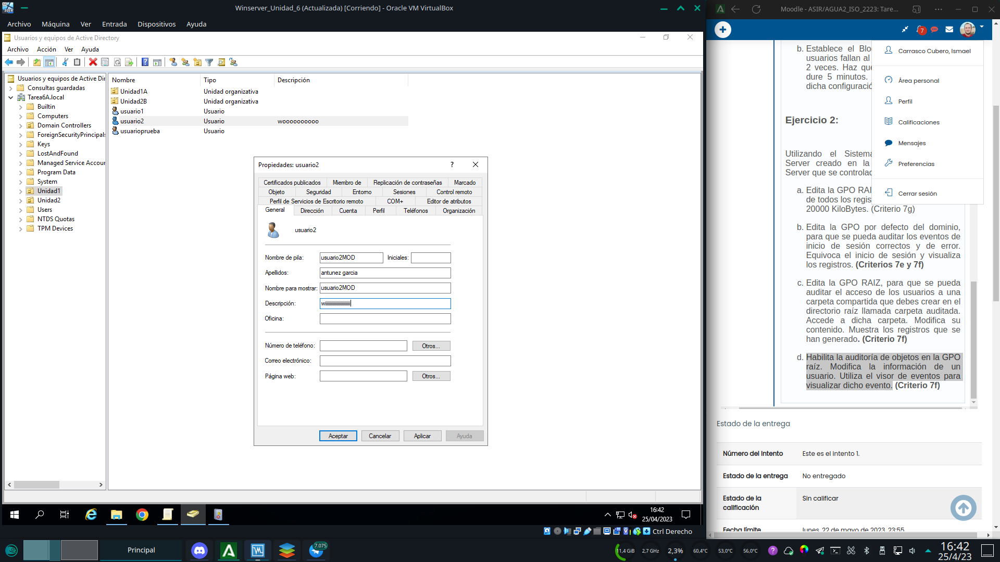 Winserver_Unidad_6 (Actualizada) [Corriendo] - Oracle VM VirtualBox
Archivo Máquina Ver Entrada Dispositivos Ayuda
Usuarios y equipos de Active Directory
Archivo Acción Ver Ayuda
Usuarios y equipos de Active Dir
Consultas guardadas
Tarea6A.local
Builtin
Computers
Domain Controllers
ForeignSecurityPrincipals
Keys
LostAndFound
Managed Service Accour
Program Data
System
Unidad1
Unidad2
Users
NTDS Quotas
TPM Devices
Nombre Tipo Descripción
Unidad1A Unidad organizativa
Unidad2B Unidad organizativa
usuario1 Usuario
usuario2 Usuario woooooooooo
usuarioprueba Usuario
Propiedades: usuario2 ?
Certificados publicados Miembro de Replicación de contraseñas Marcado
Objeto Seguridad Entorno Sesiones Control remoto
Perfil de Servicios de Escritorio remoto COM+ Editor de atributos
General Dirección Cuenta Perfil Teléfonos Organización
usuario2
Nombre de pila: usuario2MOD Iniciales:
Apellidos: antunez garcia
Nombre para mostrar: usuario2MOD
Descripción:
Oficina:
Número de teléfono: Otros...
Correo electrónico:
Página web: Otros...
Aceptar Cancelar Aplicar Ayuda
16:42
25/04/2023
Ctrl Derecho
Moodle - ASIR/AGUA2_ISO_2223: Tare...
7
Carrasco Cubero, Ismael
Área personal
Perfil
Calificaciones
Mensajes
Preferencias
Cerrar sesión
b. Establece el Blo
usuarios fallan al
2 veces. Haz que
dure 5 minutos.
dicha configuració
Ejercicio 2:
Utilizando el Sistema
Server creado en la
Server que se controlad
a. Edita la GPO RAI
de todos los regis
20000 KiloBytes. (Criterio 7g)
b. Edita la GPO por defecto del dominio,
para que se pueda auditar los eventos de
inicio de sesión correctos y de error.
Equivoca el inicio de sesión y visualiza
los registros. (Criterios 7e y 7f)
c. Edita la GPO RAIZ, para que se pueda
auditar el acceso de los usuarios a una
carpeta compartida que debes crear en el
directorio raíz llamada carpeta auditada.
Accede a dicha carpeta. Modifica su
contenido. Muestra los registros que se
han generado. (Criterio 7f)
d. Habilita la auditoría de objetos en la GPO
raíz. Modifica la información de un
usuario. Utiliza el visor de eventos para
visualizar dicho evento. (Criterio 7f)
Estado de la entrega
Número del intento Este es el intento 1.
Estado de la entrega No entregado
Estado de la calificación Sin calificar
Fecha límite lunes, 22 de mayo de 2023, 23:55
Principal
7.075
11,4 GiB 2,7 GHz 2,3% 60,4°C 53,0°C 56,0°C
16:42
25/4/23